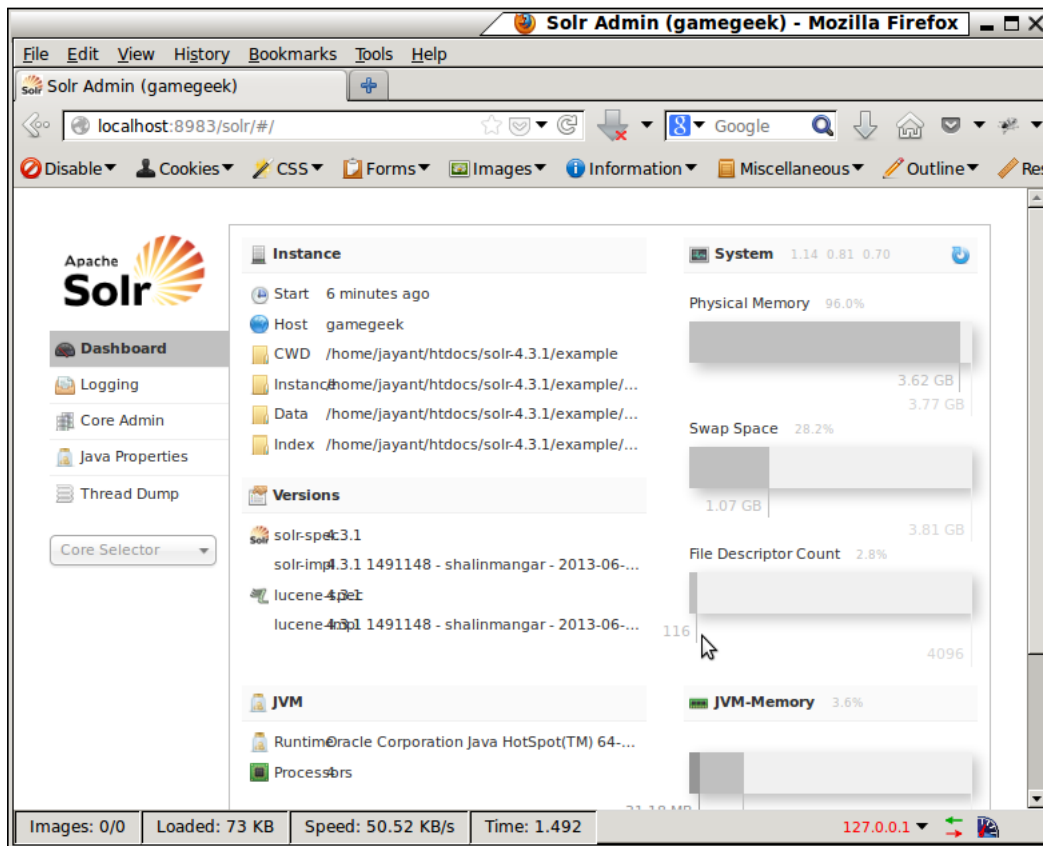 Solr Admin (gamegeek) - Mozilla Firefox
File Edit View History Bookmarks Tools Help
Solr Admin (gamegeek)
localhost:8983/solr/#/
Google
Disable Cookies CSS Forms Images Information Miscellaneous Outline
Apache
Solr
Dashboard
Logging
Core Admin
Java Properties
Thread Dump
Core Selector
Instance
Start 6 minutes ago
Host gamegeek
CWD /home/jayant/htdocs/solr-4.3.1/example
Instance /home/jayant/htdocs/solr-4.3.1/example/...
Data /home/jayant/htdocs/solr-4.3.1/example/...
Index /home/jayant/htdocs/solr-4.3.1/example/...
Versions
solr-spec 4.3.1
solr-impl 4.3.1 1491148 - shalinmangar - 2013-06-...
lucene-spec 4.3.1
lucene-impl 4.3.1 1491148 - shalinmangar - 2013-06-...
JVM
Runtime Oracle Corporation Java HotSpot(TM) 64-...
Processors 4
System 1.14 0.81 0.70
Physical Memory 96.0%
3.62 GB
3.77 GB
Swap Space 28.2%
1.07 GB
3.81 GB
File Descriptor Count 2.8%
116
4096
JVM-Memory 3.6%
Images: 0/0 Loaded: 73 KB Speed: 50.52 KB/s Time: 1.492 127.0.0.1